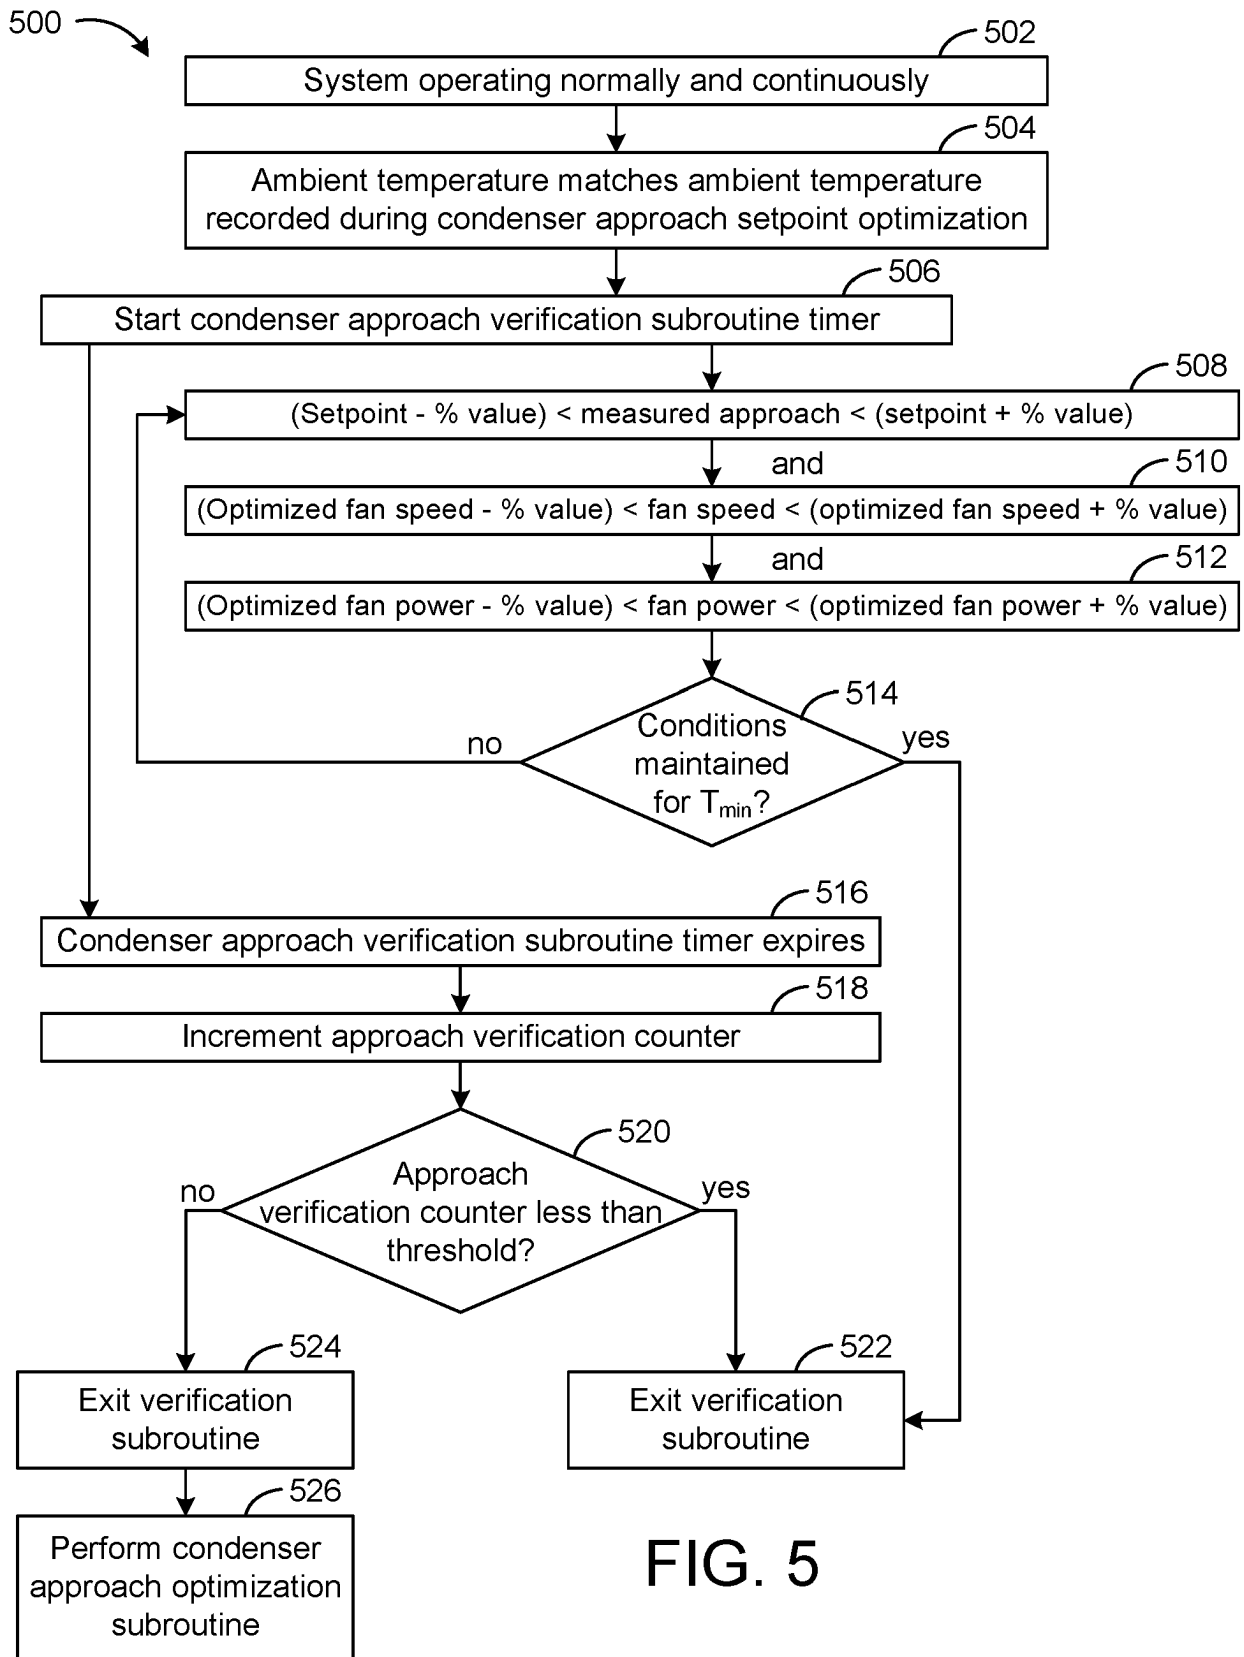 500
502
System operating normally and continuously
504
Ambient temperature matches ambient temperature
recorded during condenser approach setpoint optimization
506
Start condenser approach verification subroutine timer
508
(Setpoint - % value) < measured approach < (setpoint + % value)
and
510
(Optimized fan speed - % value) < fan speed < (optimized fan speed + % value)
and
512
(Optimized fan power - % value) < fan power < (optimized fan power + % value)
514
Conditions
maintained
for Tmin?
no
yes
516
Condenser approach verification subroutine timer expires
518
Increment approach verification counter
520
Approach
verification counter less than
threshold?
no
yes
524
Exit verification
subroutine
522
Exit verification
subroutine
526
Perform condenser
approach optimization
subroutine
FIG. 5